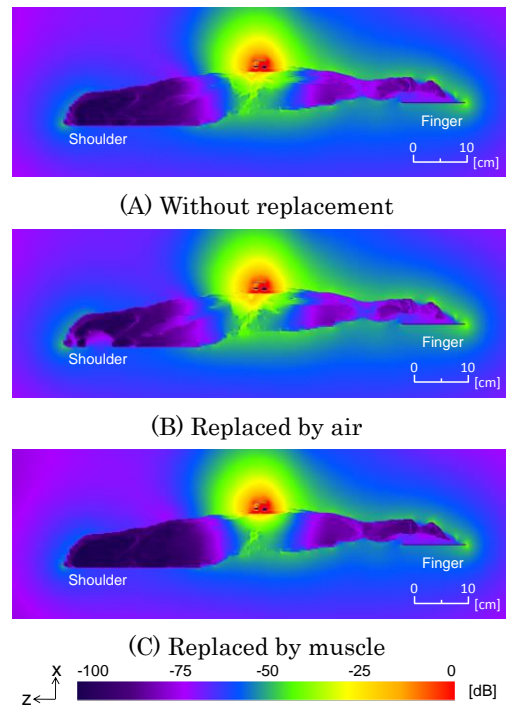 Shoulder
Finger
0 10
[cm]
(A) Without replacement
Shoulder
Finger
0 10
[cm]
(B) Replaced by air
Shoulder
Finger
0 10
[cm]
(C) Replaced by muscle
x
z
-100 -75 -50 -25 0
[dB]